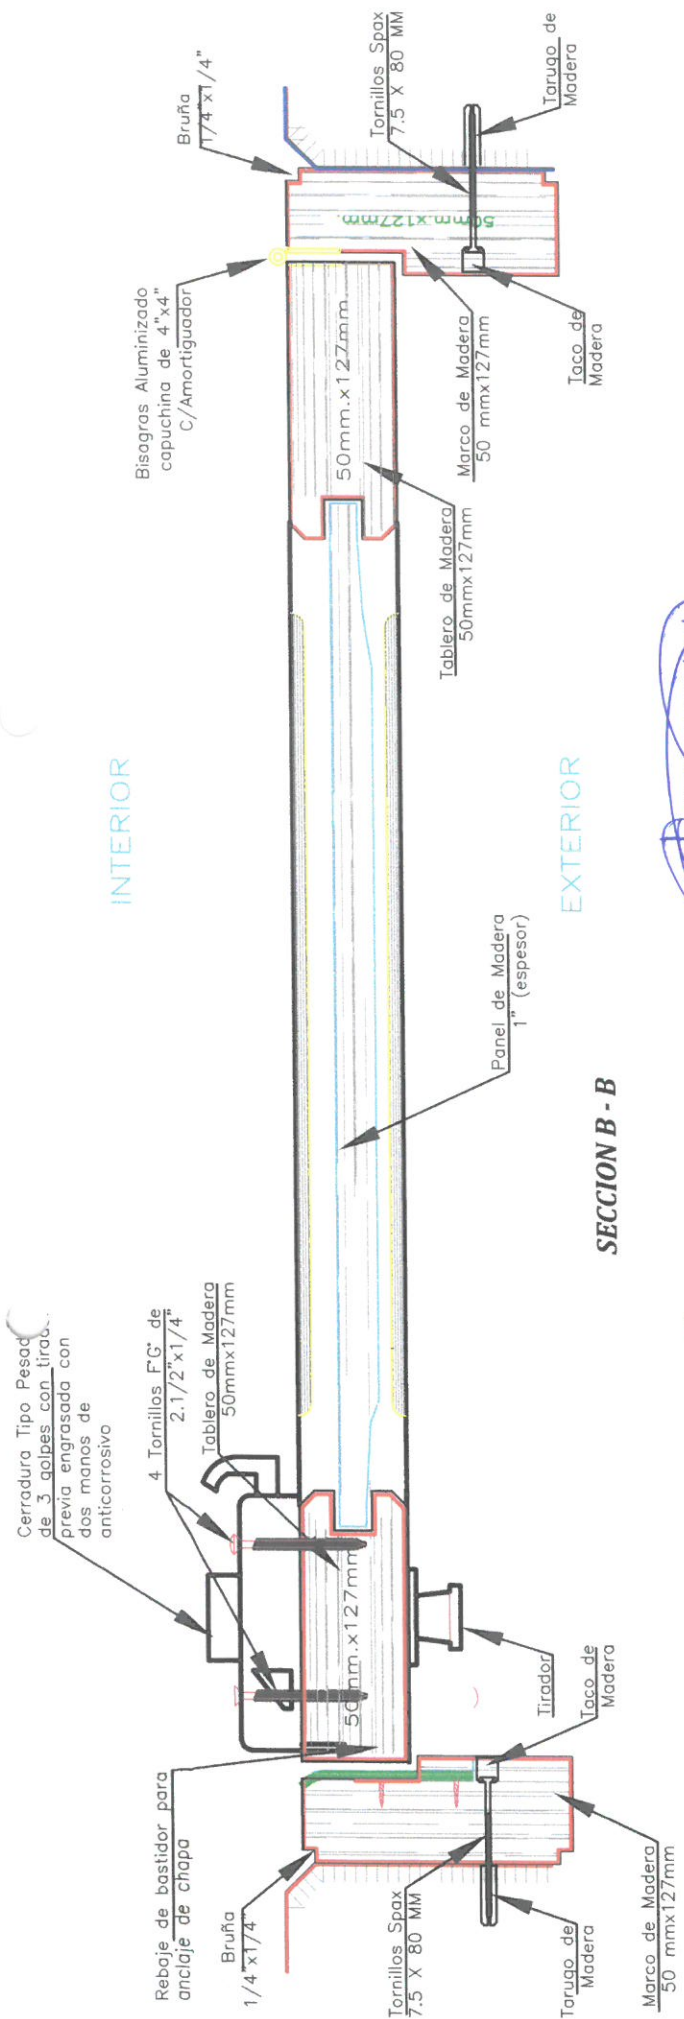 Cerradura Tipo Pesad
de 3 golpes con tirad
previa engrasada con
dos manos de
anticorrosivo
4 Tornillos F°G° de
2.1/2"x1/4"
Tablero de Madera
50mmx127mm
Rebaje de bastidor para
anclaje de chapa
Bruña
1/4"x1/4"
Tornillos Spax
7.5 X 80 MM
Tarugo de
Madera
Marco de Madera
50 mmx127mm
Taco de
Madera
Tirador
50mm.x127mm
INTERIOR
EXTERIOR
Panel de Madera
1" (espesor)
SECCION B - B
Bisagras Aluminizado
capuchina de 4"x4"
C/Amortiguador
Bruña
1/4"x1/4"
50mm.x127mm.
50mm.x127mm.
Tablero de Madera
50mmx127mm
Marco de Madera
50 mmx127mm
Tornillos Spax
7.5 X 80 MM
Tarugo de
Madera
Taco de
Madera